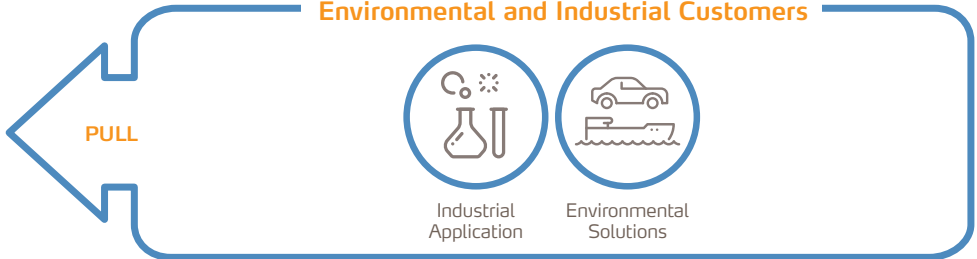 Environmental and Industrial Customers
PULL
Industrial
Application
Environmental
Solutions